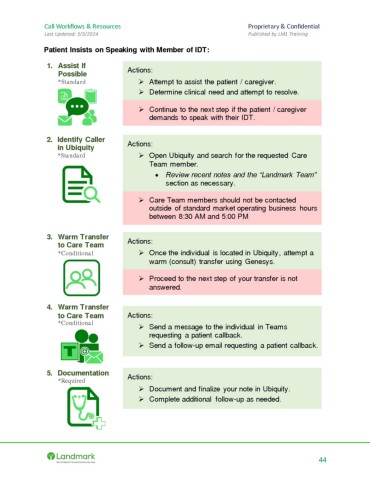 Call Workflows & Resources
Proprietary & Confidential
Last Updated: 5/3/2024
Published by LMI Training
Patient Insists on Speaking with Member of IDT:
1. Assist If
Possible
*Standard
Actions:
➢ Attempt to assist the patient / caregiver.
➢ Determine clinical need and attempt to resolve.
➢ Continue to the next step if the patient / caregiver
demands to speak with their IDT.
2. Identify Caller
in Ubiquity
*Standard
Actions:
➢ Open Ubiquity and search for the requested Care
Team member.
• Review recent notes and the "Landmark Team"
section as necessary.
➢ Care Team members should not be contacted
outside of standard market operating business hours
between 8:30 AM and 5:00 PM
3. Warm Transfer
to Care Team
*Conditional
Actions:
➢ Once the individual is located in Ubiquity, attempt a
warm (consult) transfer using Genesys.
➢ Proceed to the next step of your transfer is not
answered.
4. Warm Transfer
to Care Team
*Conditional
T
Actions:
➢ Send a message to the individual in Teams
requesting a patient callback.
➢ Send a follow-up email requesting a patient callback.
5. Documentation
*Required
Actions:
➢ Document and finalize your note in Ubiquity.
➢ Complete additional follow-up as needed.
Landmark
44